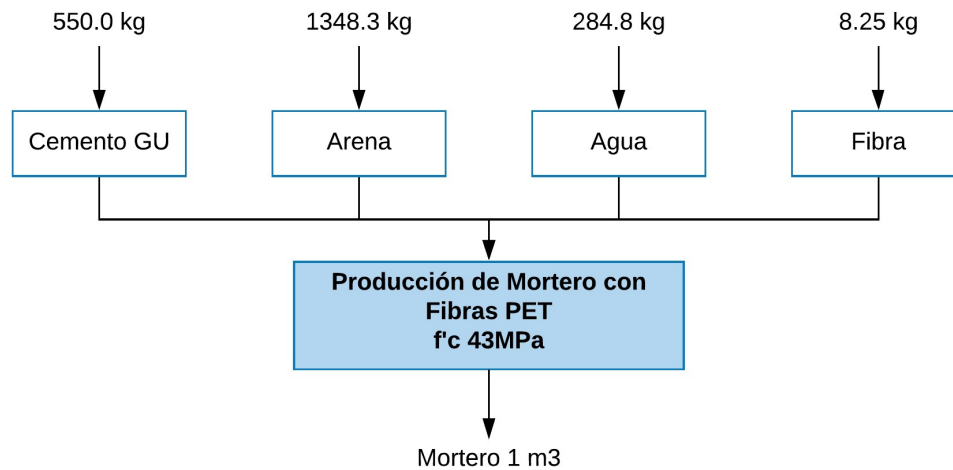 550.0 kg
1348.3 kg
284.8 kg
8.25 kg
Cemento GU
Arena
Agua
Fibra
Producción de Mortero con
Fibras PET
f'c 43MPa
Mortero 1 m3